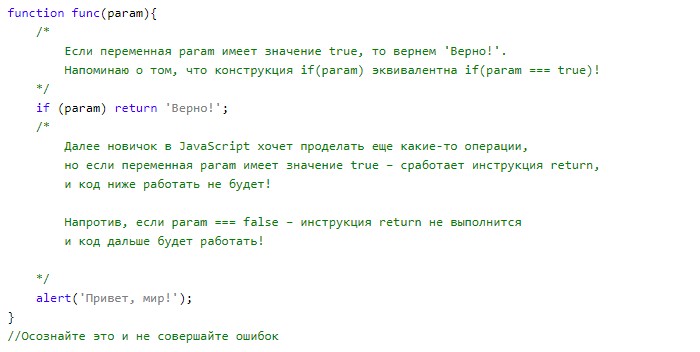 function func(param){
/*
Если переменная param имеет значение true, то вернем 'Верно!'.
Напоминаю о том, что конструкция if(param) эквивалентна if(param === true)!
*/
if (param) return 'Верно!';
/*
Далее новичок в JavaScript хочет проделать еще какие-то операции,
но если переменная param имеет значение true – сработает инструкция return,
и код ниже работать не будет!
Напротив, если param === false – инструкция return не выполнится
и код дальше будет работать!
*/
alert('Привет, мир!');
}
//Осознайте это и не совершайте ошибок